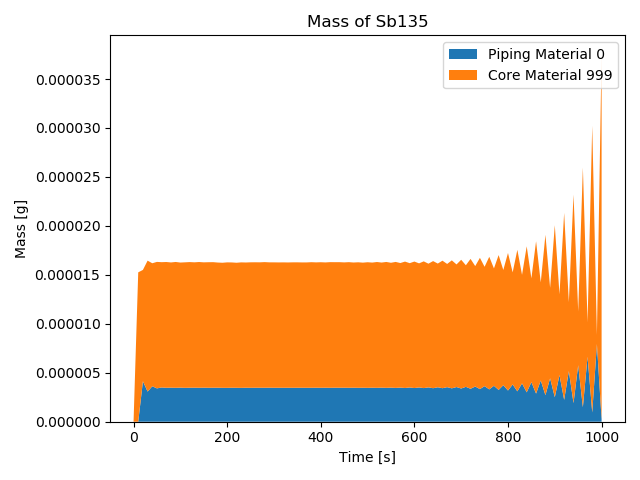 Mass of Sb135
Piping Material 0
Core Material 999
Mass [g]
0.000035
0.000030
0.000025
0.000020
0.000015
0.000010
0.000005
0.000000
0 200 400 600 800 1000
Time [s]